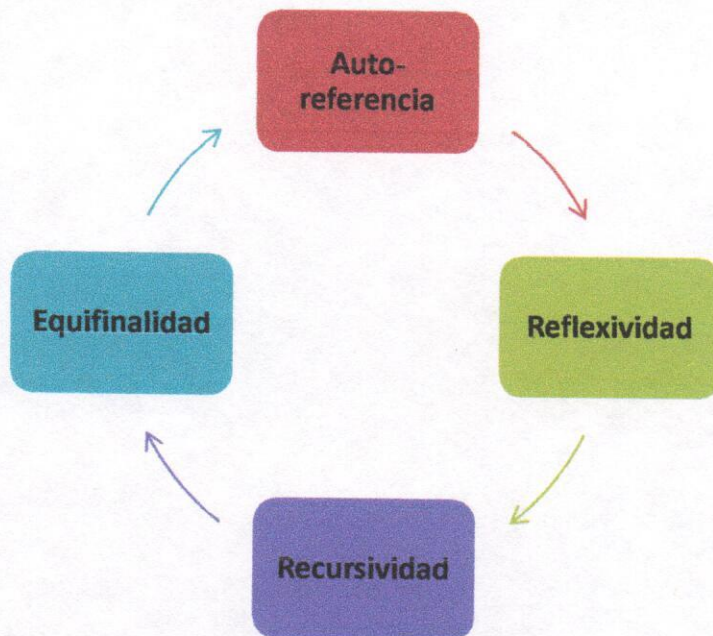 Auto-
referencia
Reflexividad
Recursividad
Equifinalidad